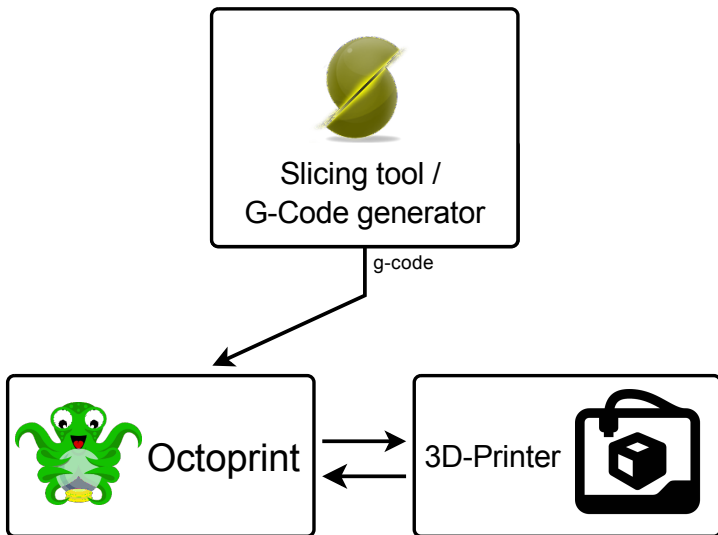 Slicing tool /
G-Code generator
g-code
Octoprint
3D-Printer